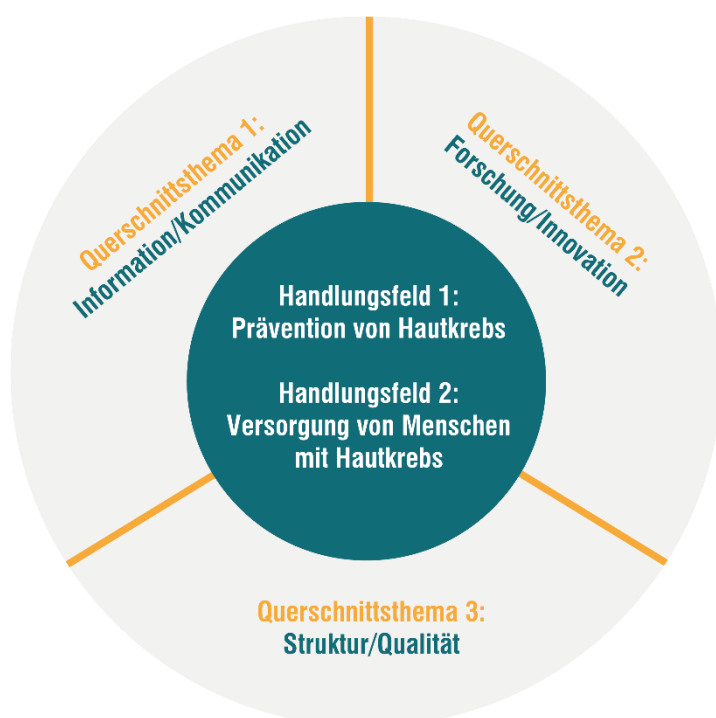 Querschnittsthema 1:
Information/Kommunikation
Querschnittsthema 2:
Forschung/Innovation
Handlungsfeld 1:
Prävention von Hautkrebs
Handlungsfeld 2:
Versorgung von Menschen
mit Hautkrebs
Querschnittsthema 3:
Struktur/Qualität